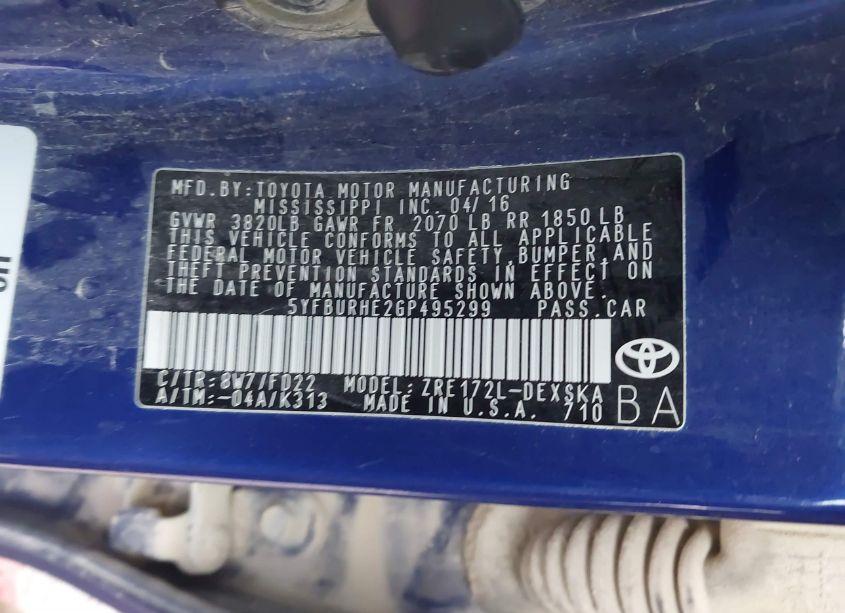 MFD.BY:TOYOTA MOTOR MANUFACTURING
MISSISSIPPI INC. 04/16
GVWR 3820LB GAWR FR 2070 LB RR 1850 LB
THIS VEHICLE CONFORMS TO ALL APPLICABLE
FEDERAL MOTOR VEHICLE SAFETY,BUMPER,AND
THEFT PREVENTION STANDARDS IN EFFECT ON
THE DATE OF MANUFACTURE SHOWN ABOVE.
5YFBURHE2GP495299 PASS.CAR
C/TR:8W7/FD22 MODEL:ZRE172L-DEXSKA
A/TM:-04A/K313 MADE IN U.S.A. 710
BA